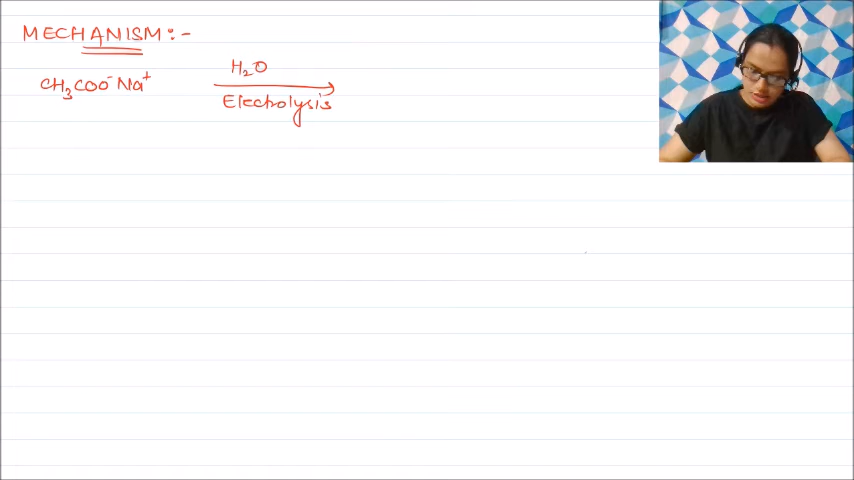 MECHANISM:-
H₂O
CH₃COO⁻Na⁺ ⟶
Electrolysis